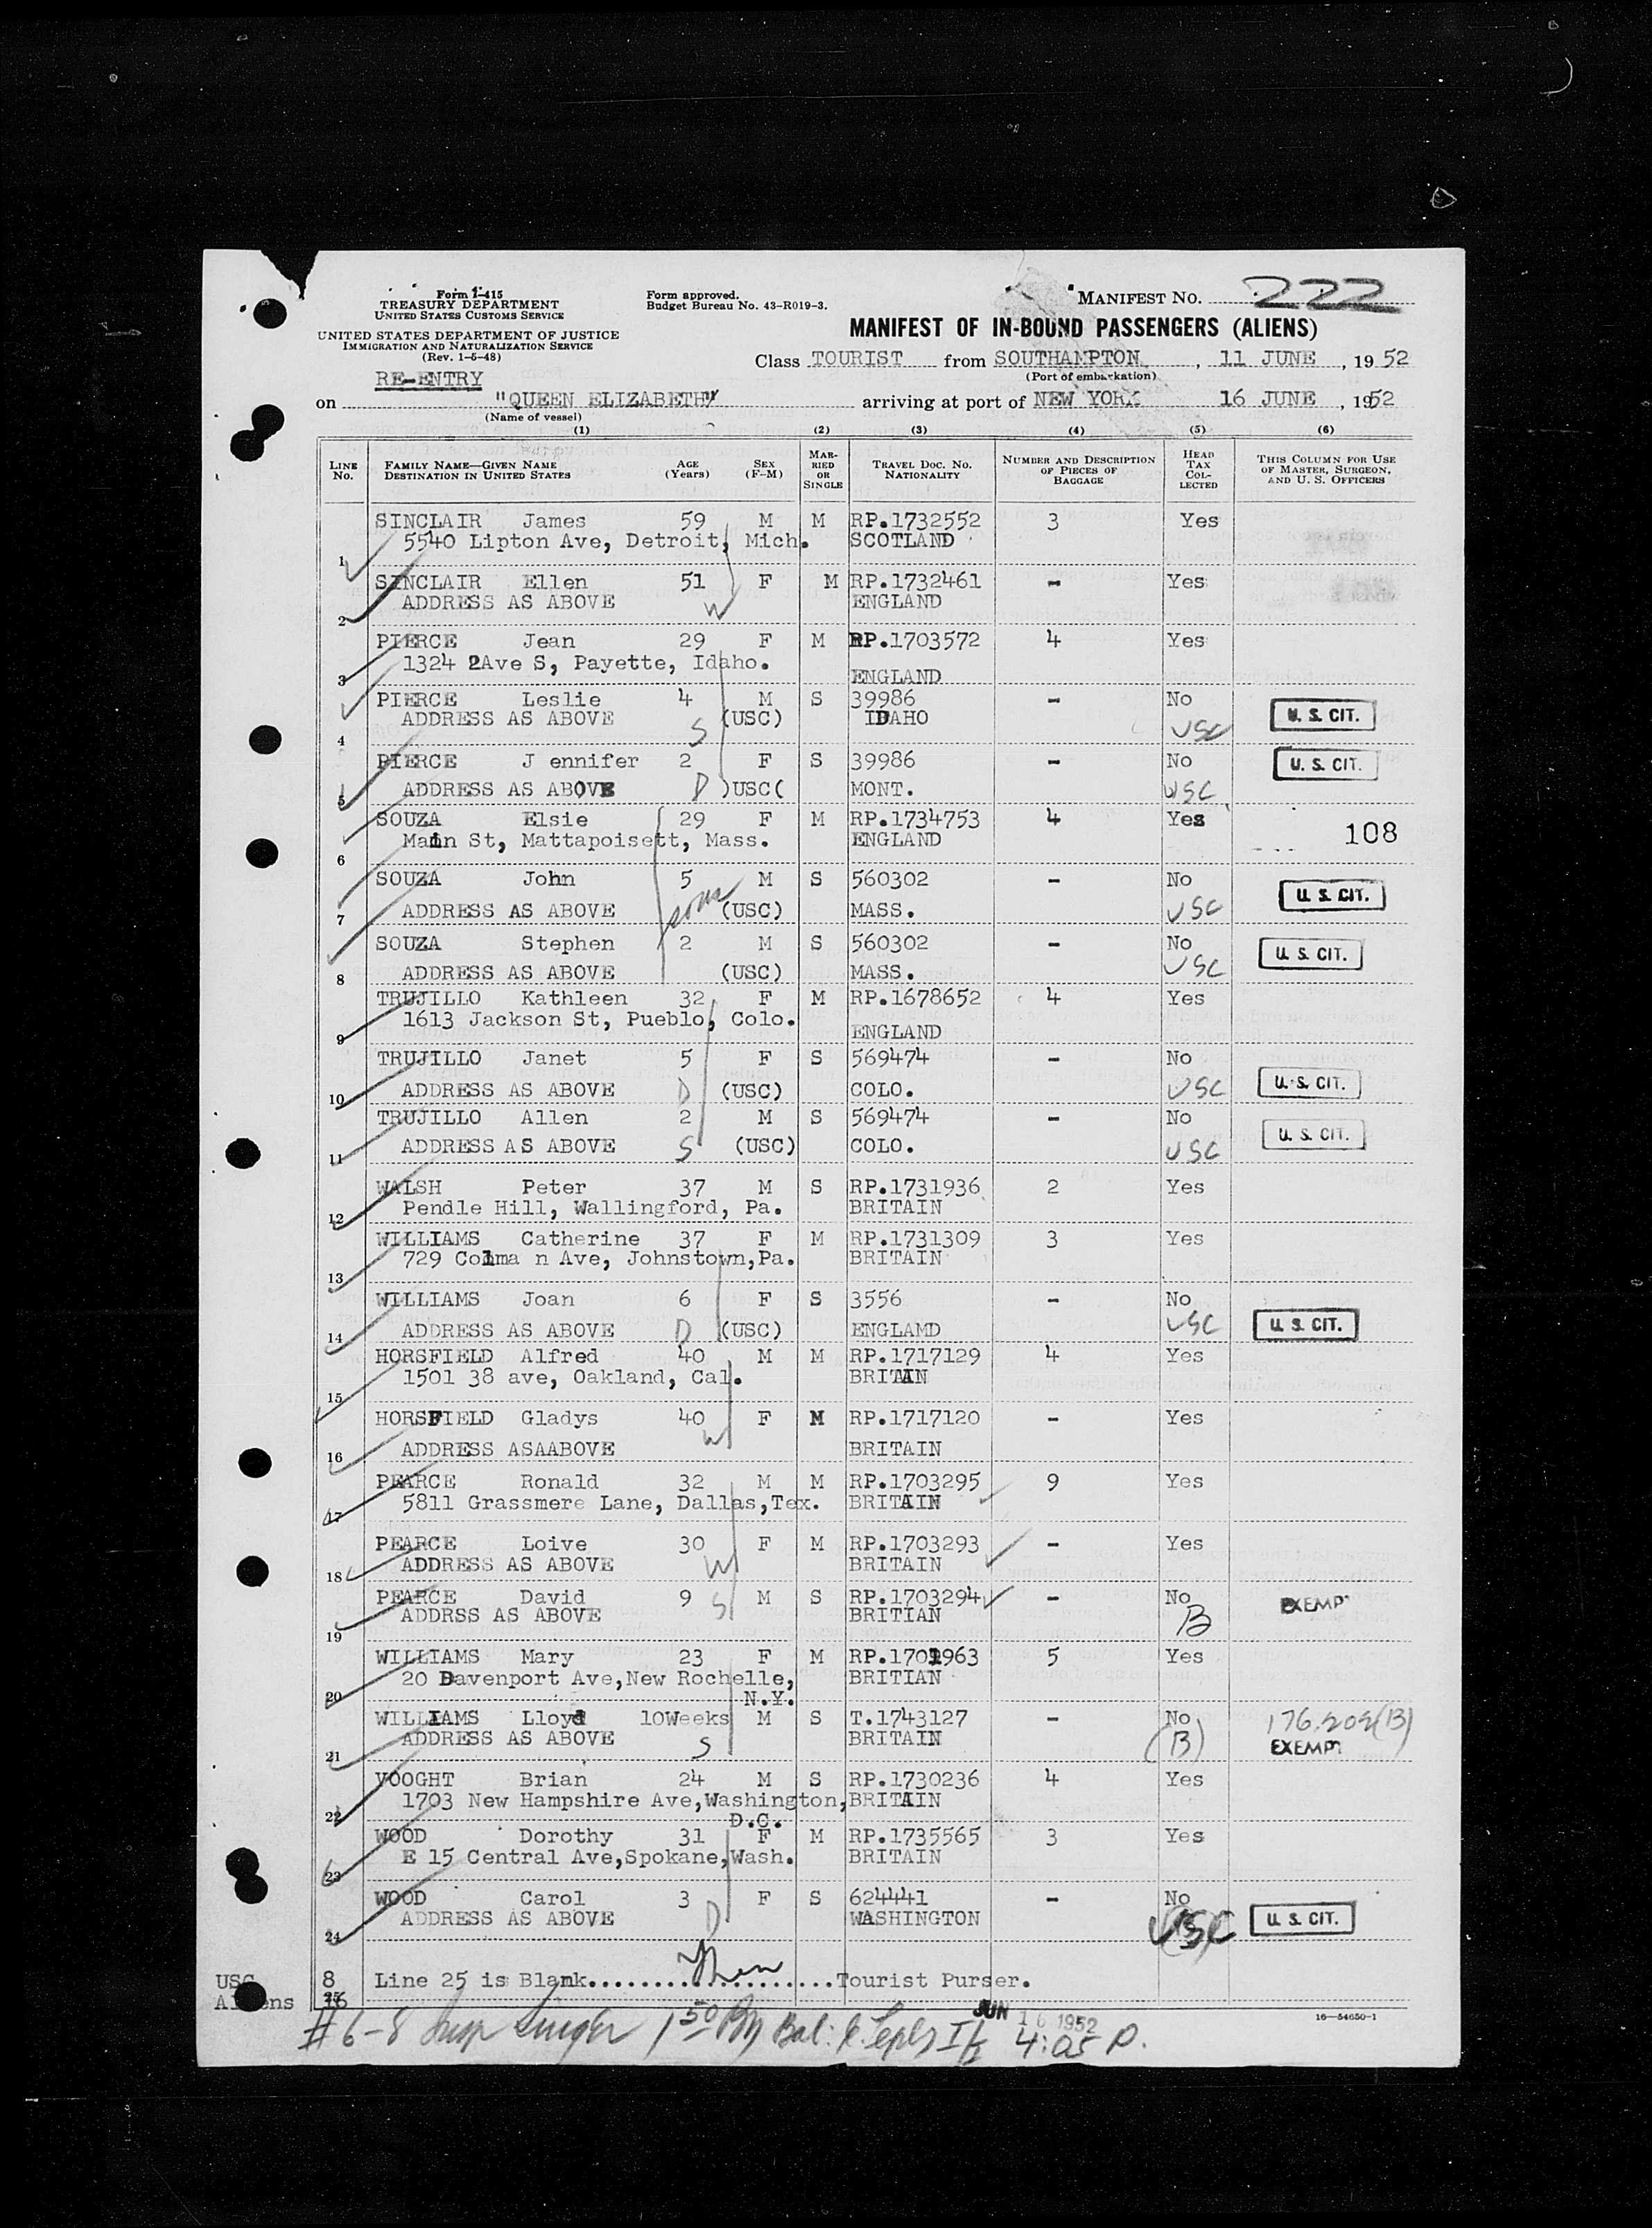 Form I-415
TREASURY DEPARTMENT
UNITED STATES CUSTOMS SERVICE
UNITED STATES DEPARTMENT OF JUSTICE
IMMIGRATION AND NATURALIZATION SERVICE
(Rev. 1-5-48)
Form approved.
Budget Bureau No. 43-R019-3.
MANIFEST NO. 222
MANIFEST OF IN-BOUND PASSENGERS (ALIENS)
Class TOURIST from SOUTHAMPTON, 11 JUNE, 1952
(Port of embarkation)
RE-ENTRY
on "QUEEN ELIZABETH" arriving at port of NEW YORK 16 JUNE, 1952
(Name of vessel)
(1) (2) (3) (4) (5) (6)
LINE NO. FAMILY NAME—GIVEN NAME DESTINATION IN UNITED STATES AGE (Years) SEX (F-M) MARRIED OR SINGLE TRAVEL DOC. NO. NATIONALITY NUMBER AND DESCRIPTION OF PIECES OF BAGGAGE HEAD TAX COLLECTED THIS COLUMN FOR USE OF MASTER, SURGEON, AND U. S. OFFICERS
SINCLAIR James 59 M M RP.1732552 3 Yes
1 5540 Lipton Ave, Detroit, Mich. SCOTLAND
SINCLAIR Ellen 51 F M RP.1732461 - Yes
2 ADDRESS AS ABOVE W ENGLAND
PIERCE Jean 29 F M RP.1703572 4 Yes
3 1324 2Ave S, Payette, Idaho. ENGLAND
PIERCE Leslie 4 M S 39986 - No
4 ADDRESS AS ABOVE S (USC) IDAHO USC U. S. CIT.
PIERCE J ennifer 2 F S 39986 - No
5 ADDRESS AS ABOVE D )USC( MONT. USC U. S. CIT.
SOUZA Elsie 29 F M RP.1734753 4 Yes
6 Main St, Mattapoisett, Mass. ENGLAND 108
SOUZA John 5 M S 560302 - No
7 ADDRESS AS ABOVE sons (USC) MASS. USC U. S. CIT.
SOUZA Stephen 2 M S 560302 - No
8 ADDRESS AS ABOVE (USC) MASS. USC U. S. CIT.
TRUJILLO Kathleen 32 F M RP.1678652 4 Yes
9 1613 Jackson St, Pueblo, Colo. ENGLAND
TRUJILLO Janet 5 F S 569474 - No
10 ADDRESS AS ABOVE D (USC) COLO. USC U. S. CIT.
TRUJILLO Allen 2 M S 569474 - No
11 ADDRESS AS ABOVE S (USC) COLO. USC U. S. CIT.
WALSH Peter 37 M S RP.1731936 2 Yes
12 Pendle Hill, Wallingford, Pa. BRITAIN
WILLIAMS Catherine 37 F M RP.1731309 3 Yes
13 729 Colma n Ave, Johnstown,Pa. BRITAIN
WILLIAMS Joan 6 F S 3556 - No
14 ADDRESS AS ABOVE D (USC) ENGLAMD USC U. S. CIT.
HORSFIELD Alfred 40 M M RP.1717129 4 Yes
15 1501 38 ave, Oakland, Cal. BRITAIN
HORSFIELD Gladys 40 F M RP.1717120 - Yes
16 ADDRESS ASAABOVE W BRITAIN
PEARCE Ronald 32 M M RP.1703295 9 Yes
17 5811 Grassmere Lane, Dallas,Tex. BRITAIN
PEARCE Loive 30 F M RP.1703293 - Yes
18 ADDRESS AS ABOVE W BRITAIN
PEARCE David 9 S M S RP.1703294 - No EXEMPT
19 ADDRSS AS ABOVE BRITIAN B
WILLIAMS Mary 23 F M RP.1701963 5 Yes
20 20 Davenport Ave,New Rochelle, BRITIAN
N.Y.
WILLIAMS Lloyd 10Weeks M S T.1743127 - No 176.202(B)
21 ADDRESS AS ABOVE S BRITAIN (B) EXEMPT
VOOGHT Brian 24 M S RP.1730236 4 Yes
22 1703 New Hampshire Ave,Washington, BRITAIN
D.C.
WOOD Dorothy 31 F M RP.1735565 3 Yes
23 E 15 Central Ave,Spokane,Wash. BRITAIN
WOOD Carol 3 F S 624441 - No
24 ADDRESS AS ABOVE D WASHINGTON USC U. S. CIT.
USC 8 Line 25 is Blank...................Tourist Purser.
Aliens 16
25
JUN 16 1952
16—54650-1
#6-8 1 50 Bal: 4:05 P.